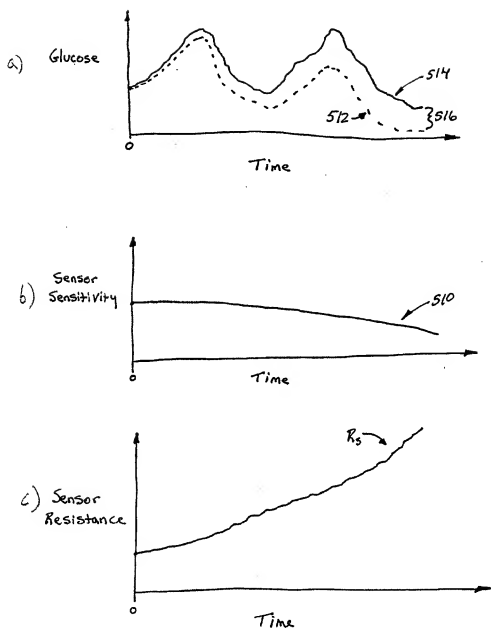 a) Glucose
514
512
516
0
Time
b) Sensor Sensitivity
510
0
Time
c) Sensor Resistance
Rs
0
Time